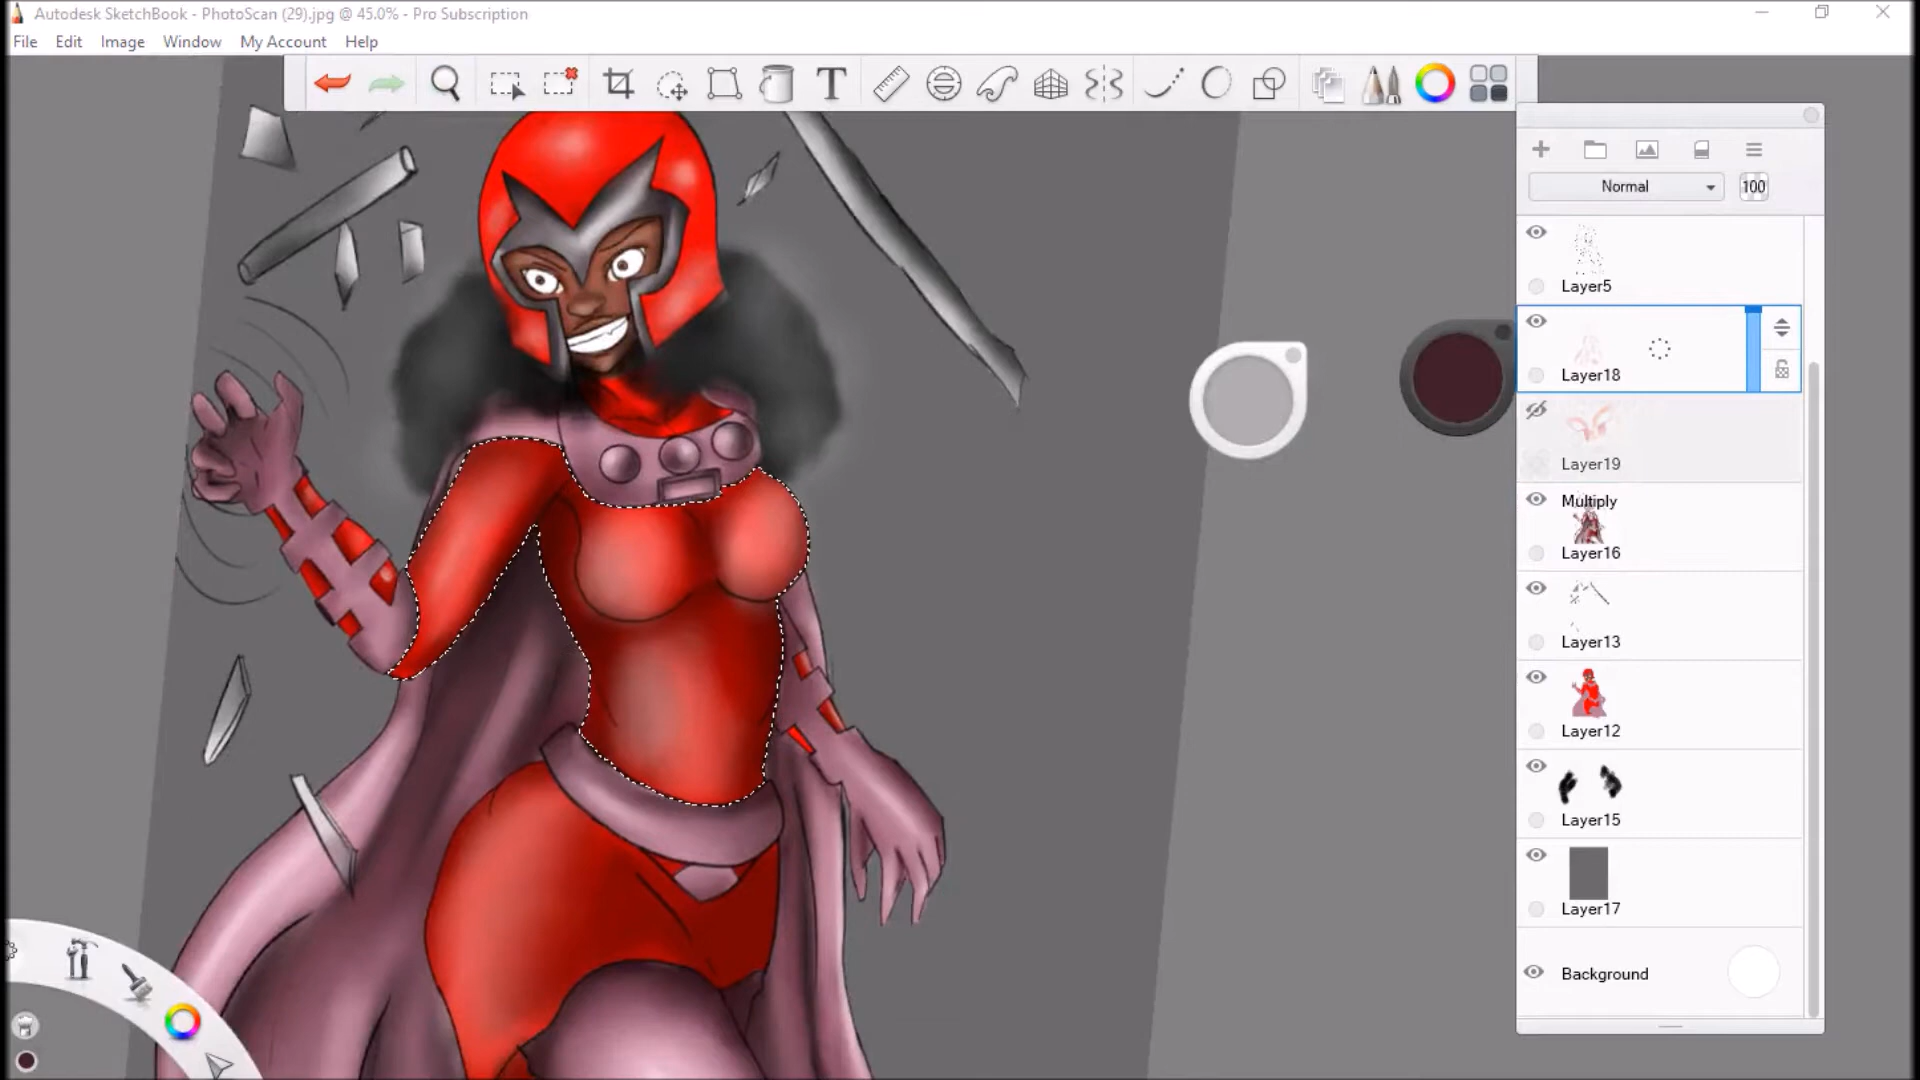 Autodesk SketchBook - PhotoScan (29).jpg @ 45.0% - Pro Subscription
File Edit Image Window My Account Help
T
Normal 100
Layer5
Layer18
Layer19
Multiply
Layer16
Layer13
Layer12
Layer15
Layer17
Background